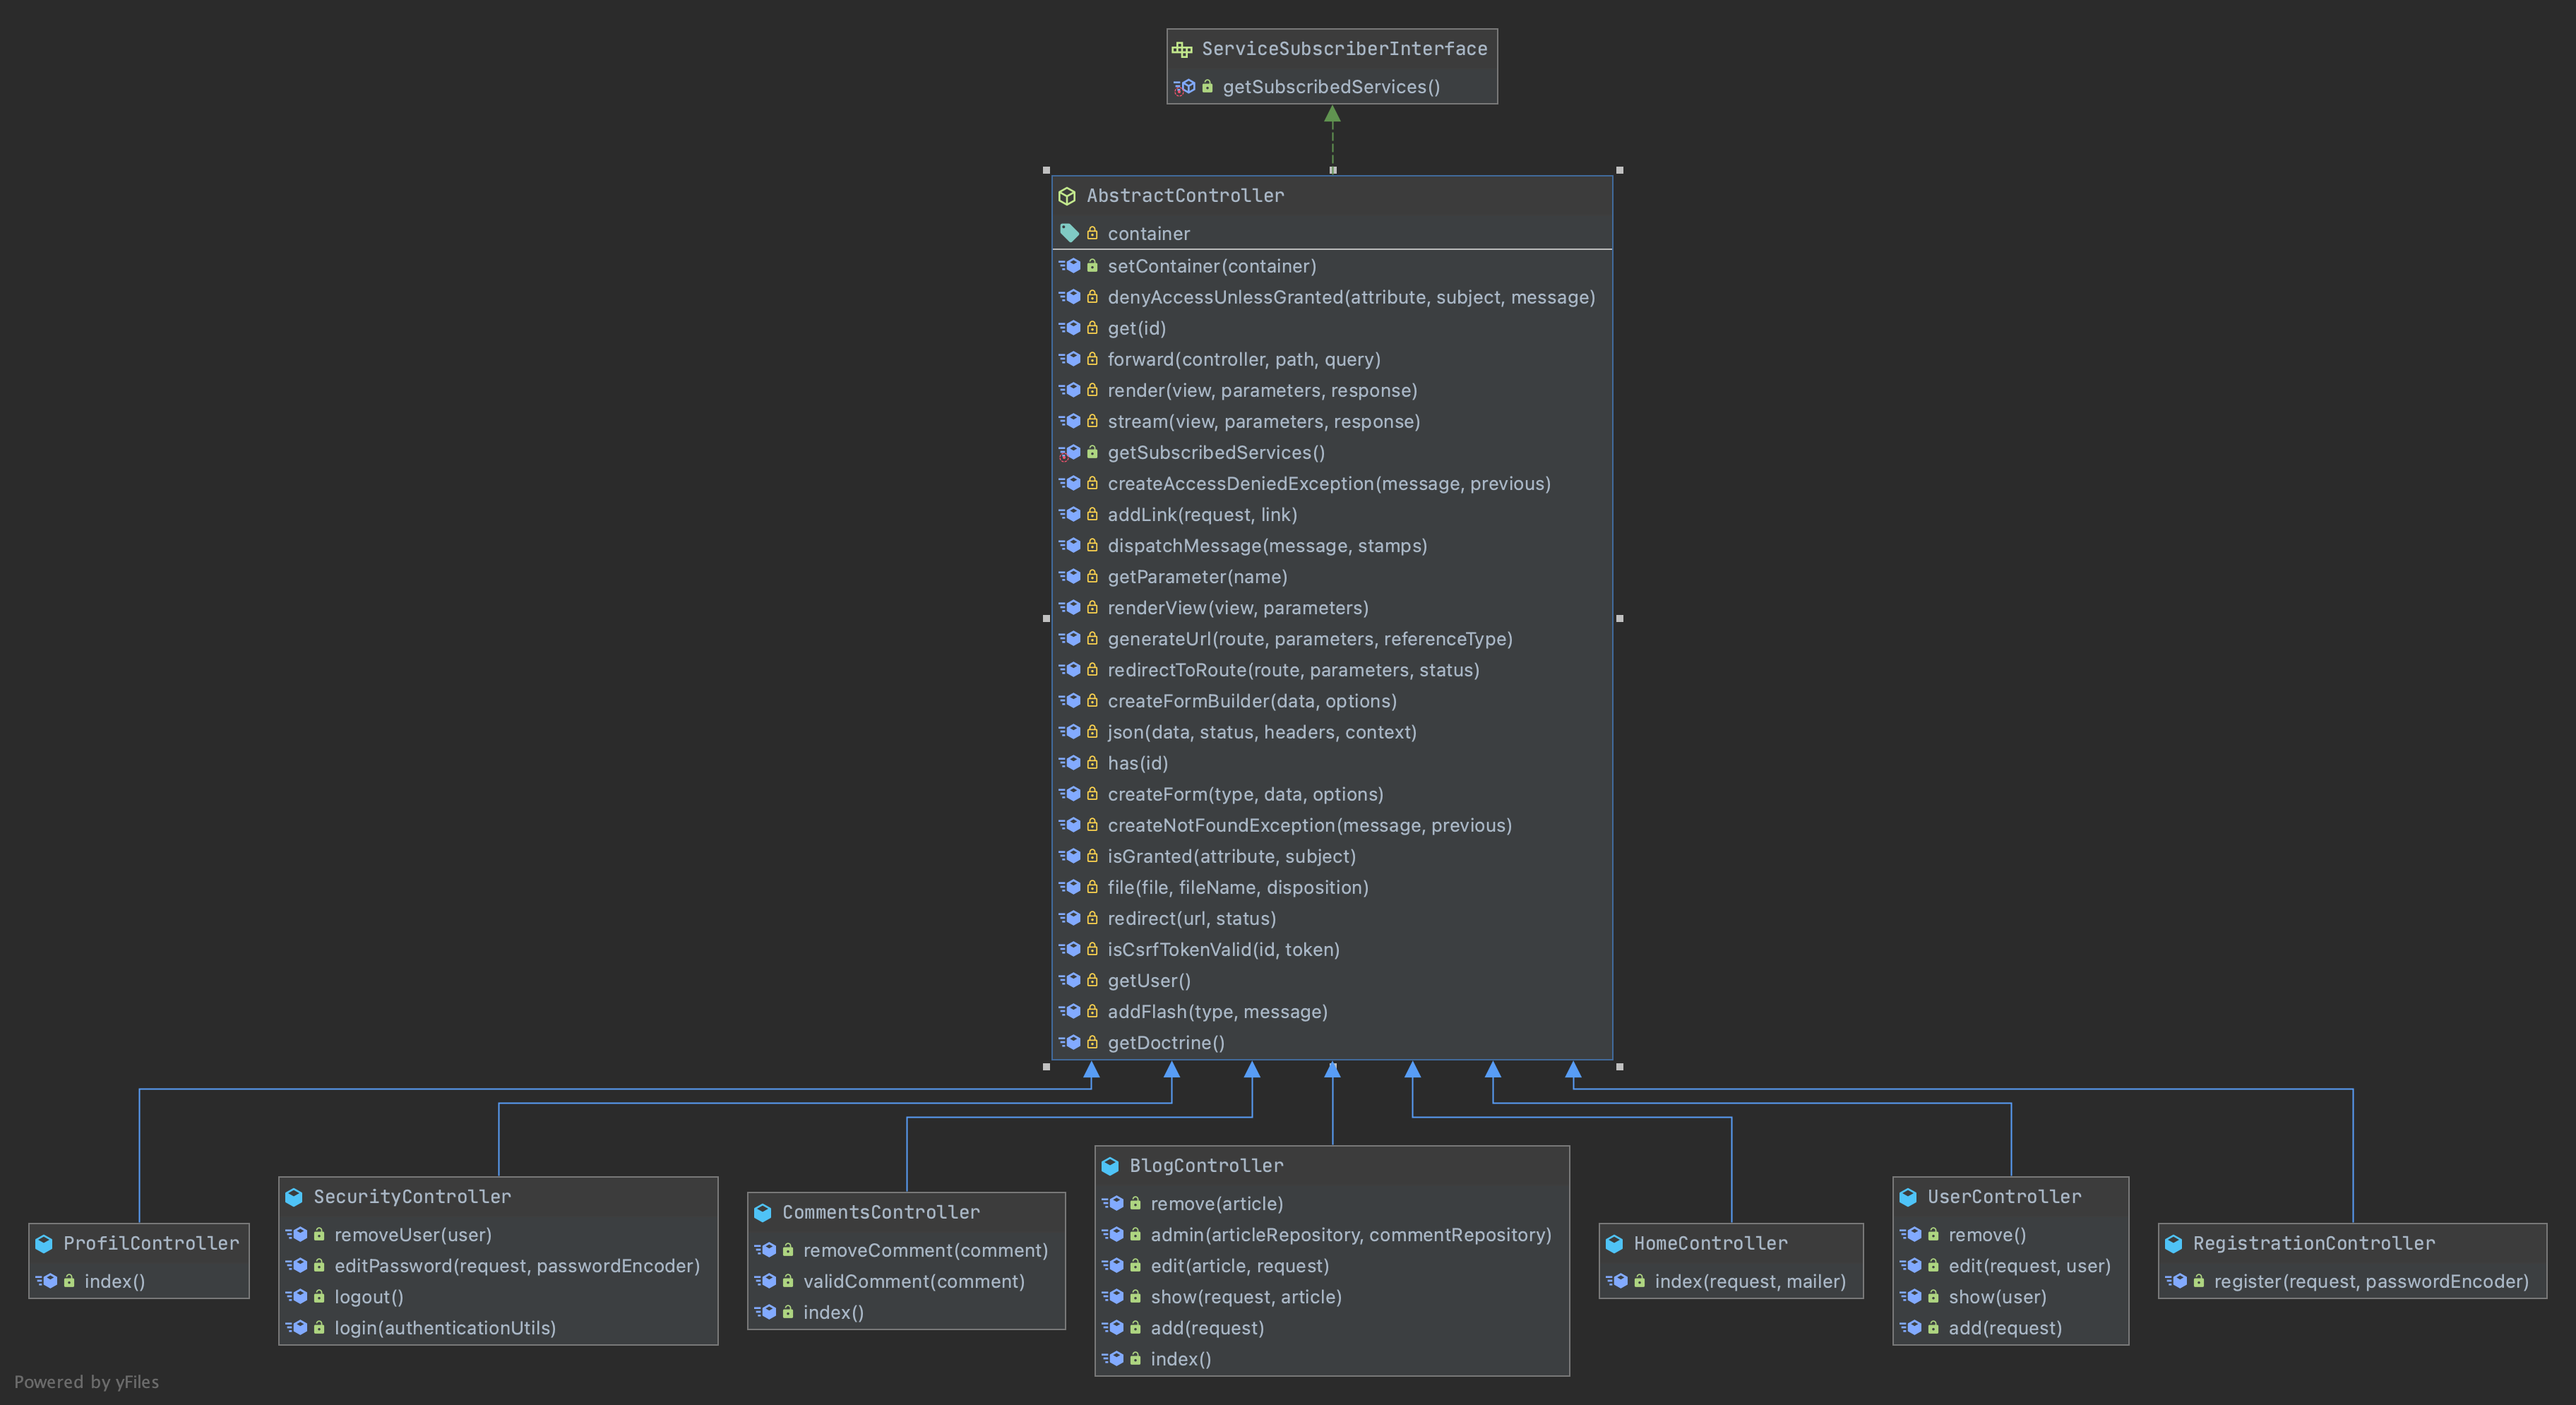 ServiceSubscriberInterface
getSubscribedServices()
AbstractController
container
setContainer(container)
denyAccessUnlessGranted(attribute, subject, message)
get(id)
forward(controller, path, query)
render(view, parameters, response)
stream(view, parameters, response)
getSubscribedServices()
createAccessDeniedException(message, previous)
addLink(request, link)
dispatchMessage(message, stamps)
getParameter(name)
renderView(view, parameters)
generateUrl(route, parameters, referenceType)
redirectToRoute(route, parameters, status)
createFormBuilder(data, options)
json(data, status, headers, context)
has(id)
createForm(type, data, options)
createNotFoundException(message, previous)
isGranted(attribute, subject)
file(file, fileName, disposition)
redirect(url, status)
isCsrfTokenValid(id, token)
getUser()
addFlash(type, message)
getDoctrine()
ProfilController
index()
SecurityController
removeUser(user)
editPassword(request, passwordEncoder)
logout()
login(authenticationUtils)
CommentsController
removeComment(comment)
validComment(comment)
index()
BlogController
remove(article)
admin(articleRepository, commentRepository)
edit(article, request)
show(request, article)
add(request)
index()
HomeController
index(request, mailer)
UserController
remove()
edit(request, user)
show(user)
add(request)
RegistrationController
register(request, passwordEncoder)
Powered by yFiles